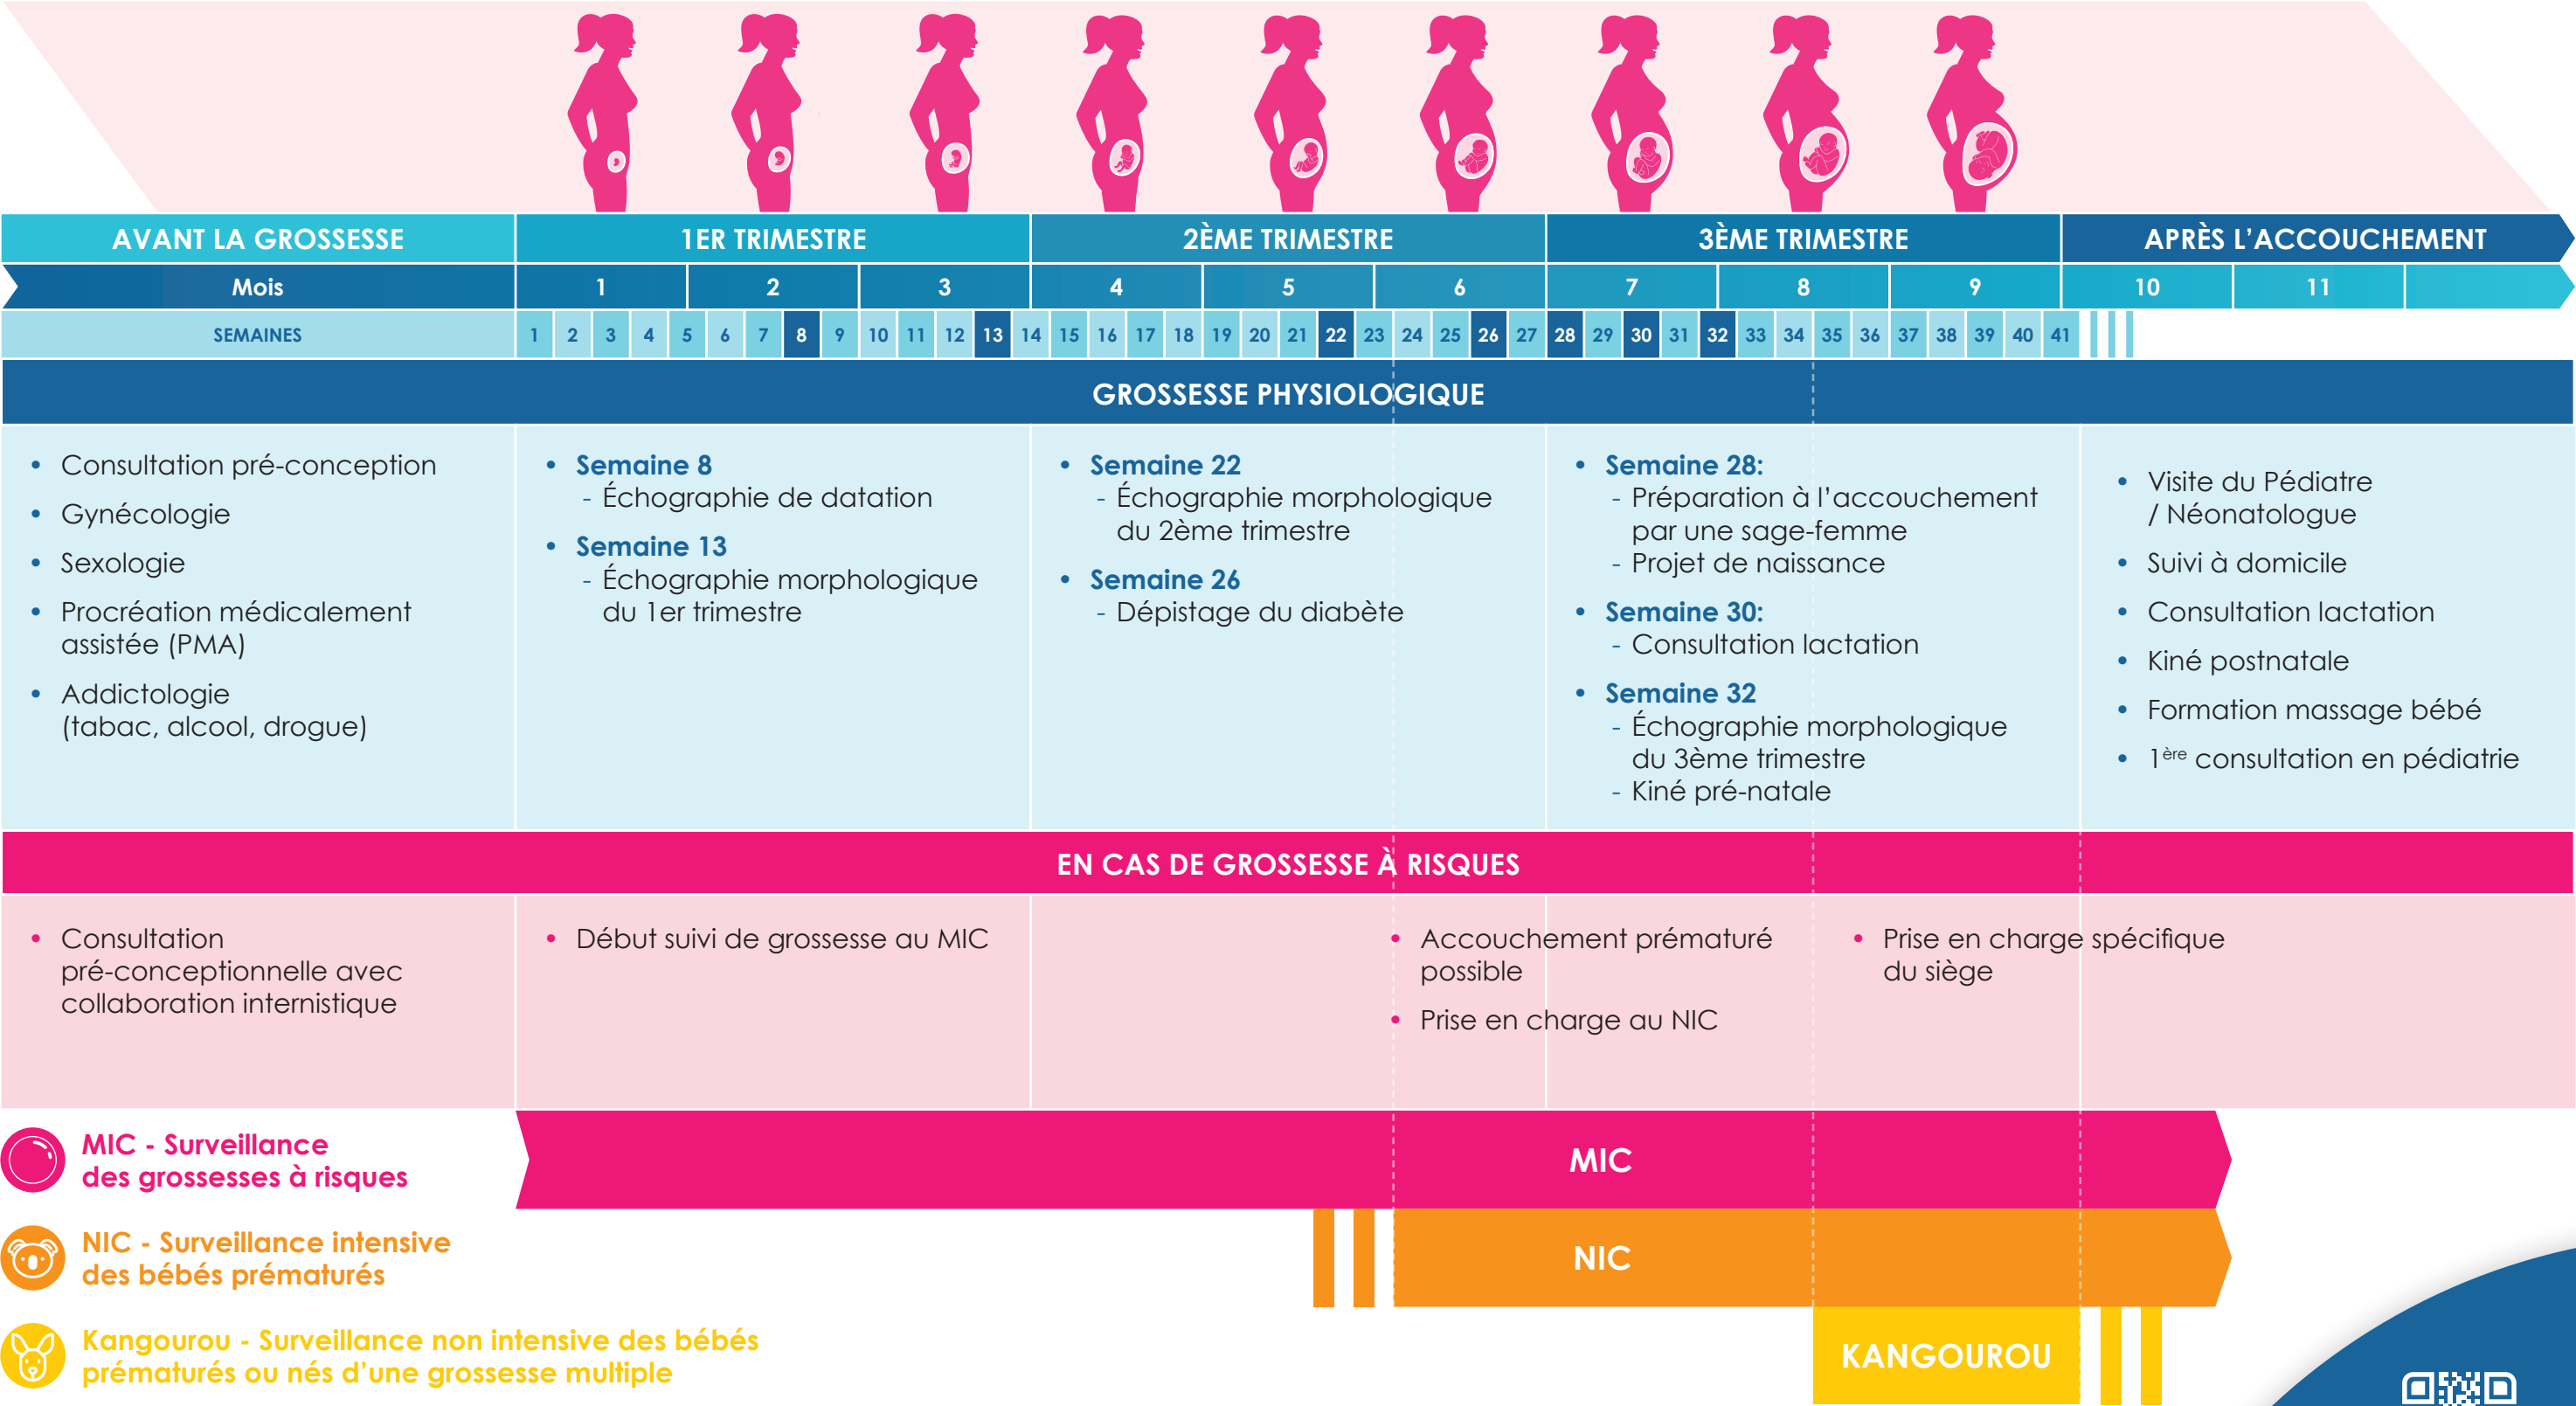 AVANT LA GROSSESSE
1ER TRIMESTRE
2ÈME TRIMESTRE
3ÈME TRIMESTRE
APRÈS L'ACCOUCHEMENT
Mois
1
2
3
4
5
6
7
8
9
10
11
SEMAINES
1 2 3 4 5 6 7 8 9 10 11 12 13 14 15 16 17 18 19 20 21 22 23 24 25 26 27 28 29 30 31 32 33 34 35 36 37 38 39 40 41
GROSSESSE PHYSIOLOGIQUE
• Consultation pré-conception
• Gynécologie
• Sexologie
• Procréation médicalement
assistée (PMA)
• Addictologie
(tabac, alcool, drogue)
• Semaine 8
- Échographie de datation
• Semaine 13
- Échographie morphologique
du 1er trimestre
• Semaine 22
- Échographie morphologique
du 2ème trimestre
• Semaine 26
- Dépistage du diabète
• Semaine 28:
- Préparation à l'accouchement
par une sage-femme
- Projet de naissance
• Semaine 30:
- Consultation lactation
• Semaine 32
- Échographie morphologique
du 3ème trimestre
- Kiné pré-natale
• Visite du Pédiatre
/ Néonatologue
• Suivi à domicile
• Consultation lactation
• Kiné postnatale
• Formation massage bébé
• 1ère consultation en pédiatrie
EN CAS DE GROSSESSE À RISQUES
• Consultation
pré-conceptionnelle avec
collaboration internistique
• Début suivi de grossesse au MIC
• Accouchement prématuré
possible
• Prise en charge au NIC
• Prise en charge spécifique
du siège
MIC - Surveillance
des grossesses à risques
MIC
NIC - Surveillance intensive
des bébés prématurés
NIC
Kangourou - Surveillance non intensive des bébés
prématurés ou nés d'une grossesse multiple
KANGOUROU